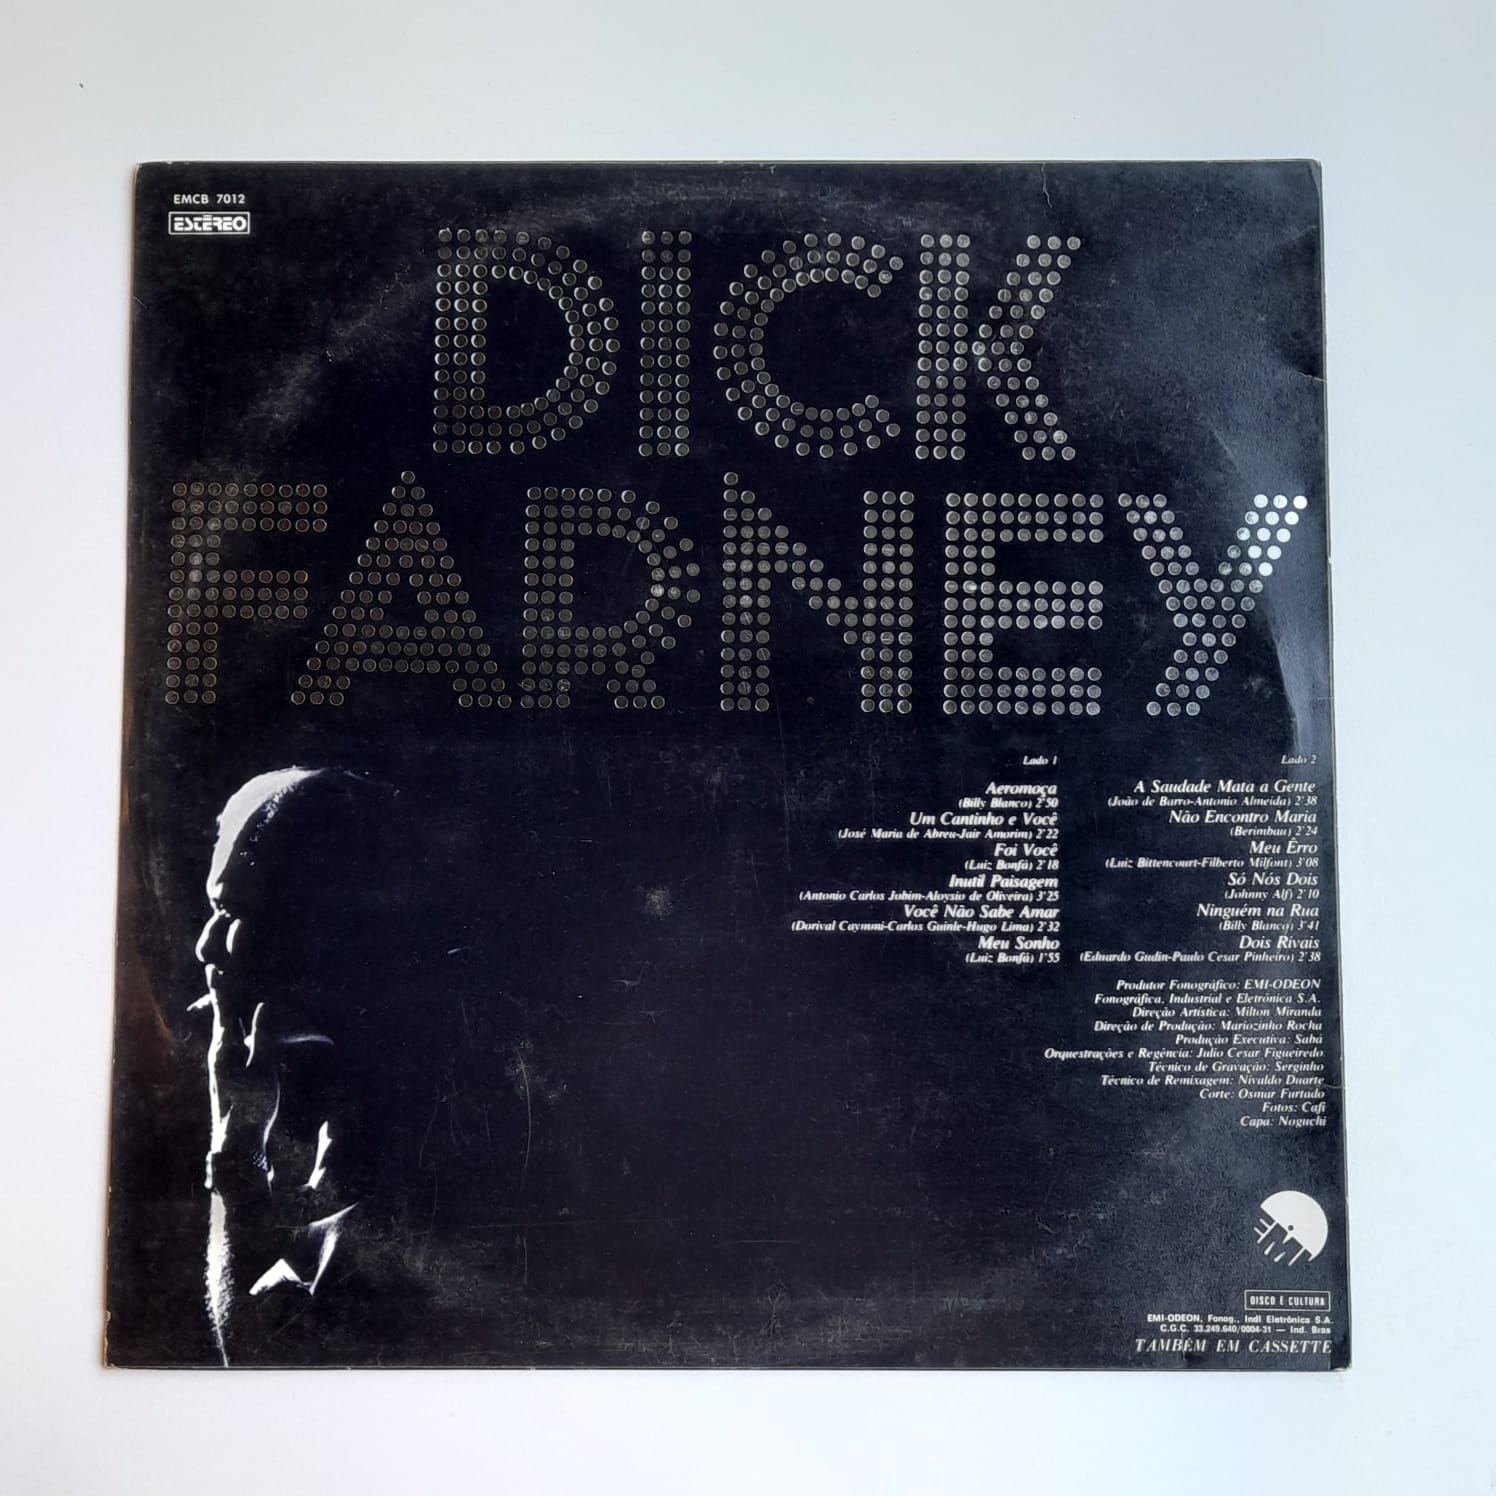 EMCB 7012
ESTÉREO
DICK
FARNEY
Lado 1
Aeromoça
(Billy Blanco) 2'50
Um Cantinho e Você
(José Maria de Abreu-Jair Amorim) 2'22
Foi Você
(Luiz Bonfá) 2'18
Inutil Paisagem
(Antonio Carlos Jobim-Aloysio de Oliveira) 3'25
Você Não Sabe Amar
(Dorival Caymmi-Carlos Guinle-Hugo Lima) 2'32
Meu Sonho
(Luiz Bonfá) 1'55
Lado 2
A Saudade Mata a Gente
(João de Barro-Antonio Almeida) 2'38
Não Encontro Maria
(Berimbau) 2'24
Meu Êrro
(Luiz Bittencourt-Filberto Milfont) 3'08
Só Nós Dois
(Johnny Alf) 2'10
Ninguém na Rua
(Billy Blanco) 3'41
Dois Rivais
(Eduardo Gudin-Paulo Cesar Pinheiro) 2'38
Produtor Fonográfico: EMI-ODEON
Fonográfica, Industrial e Eletrônica S.A.
Direção Artística: Milton Miranda
Direção de Produção: Mariozinho Rocha
Produção Executiva: Sabá
Orquestrações e Regência: Julio Cesar Figueiredo
Técnico de Gravação: Serginho
Técnico de Remixagem: Nivaldo Duarte
Corte: Osmar Furtado
Fotos: Cafi
Capa: Noguchi
EMI
DISCO É CULTURA
EMI-ODEON, Fonog., Indl Eletrônica S.A.
C.G.C. 33.249.640/0004-31 — Ind. Bras
TAMBÉM EM CASSETTE